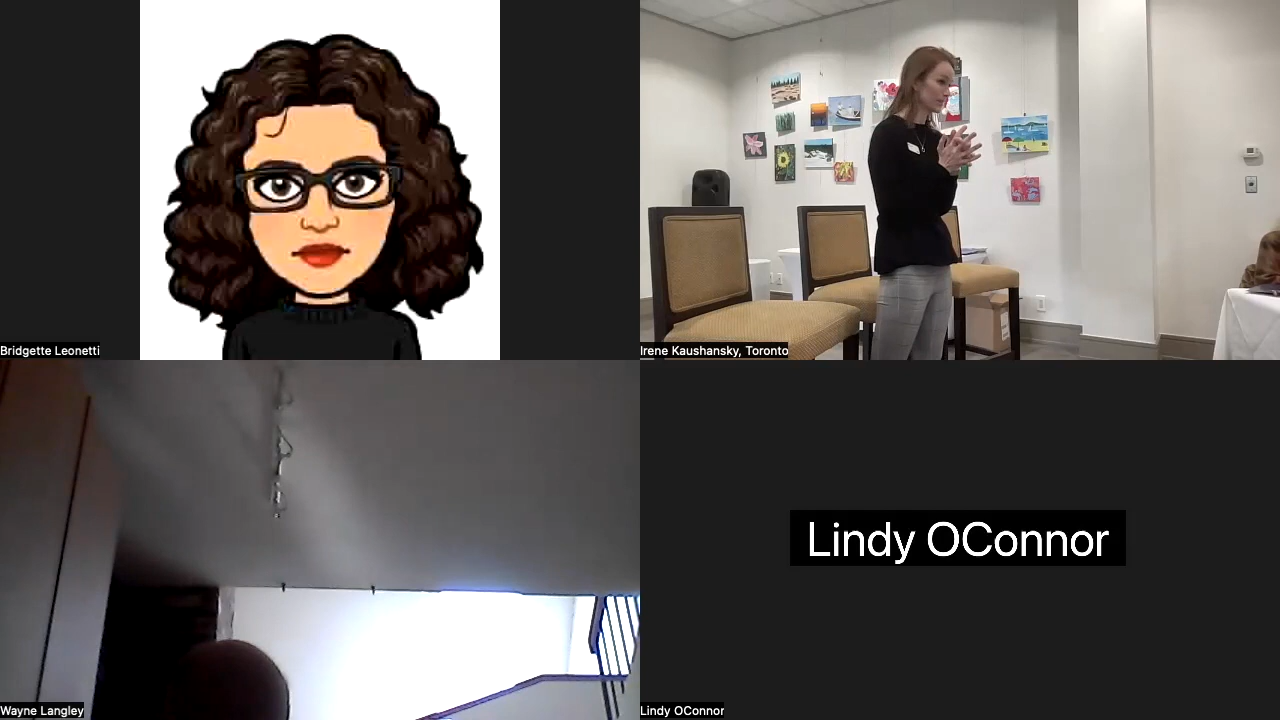 Bridgette Leonetti
Irene Kaushansky, Toronto
Lindy OConnor
Wayne Langley
Lindy OConnor